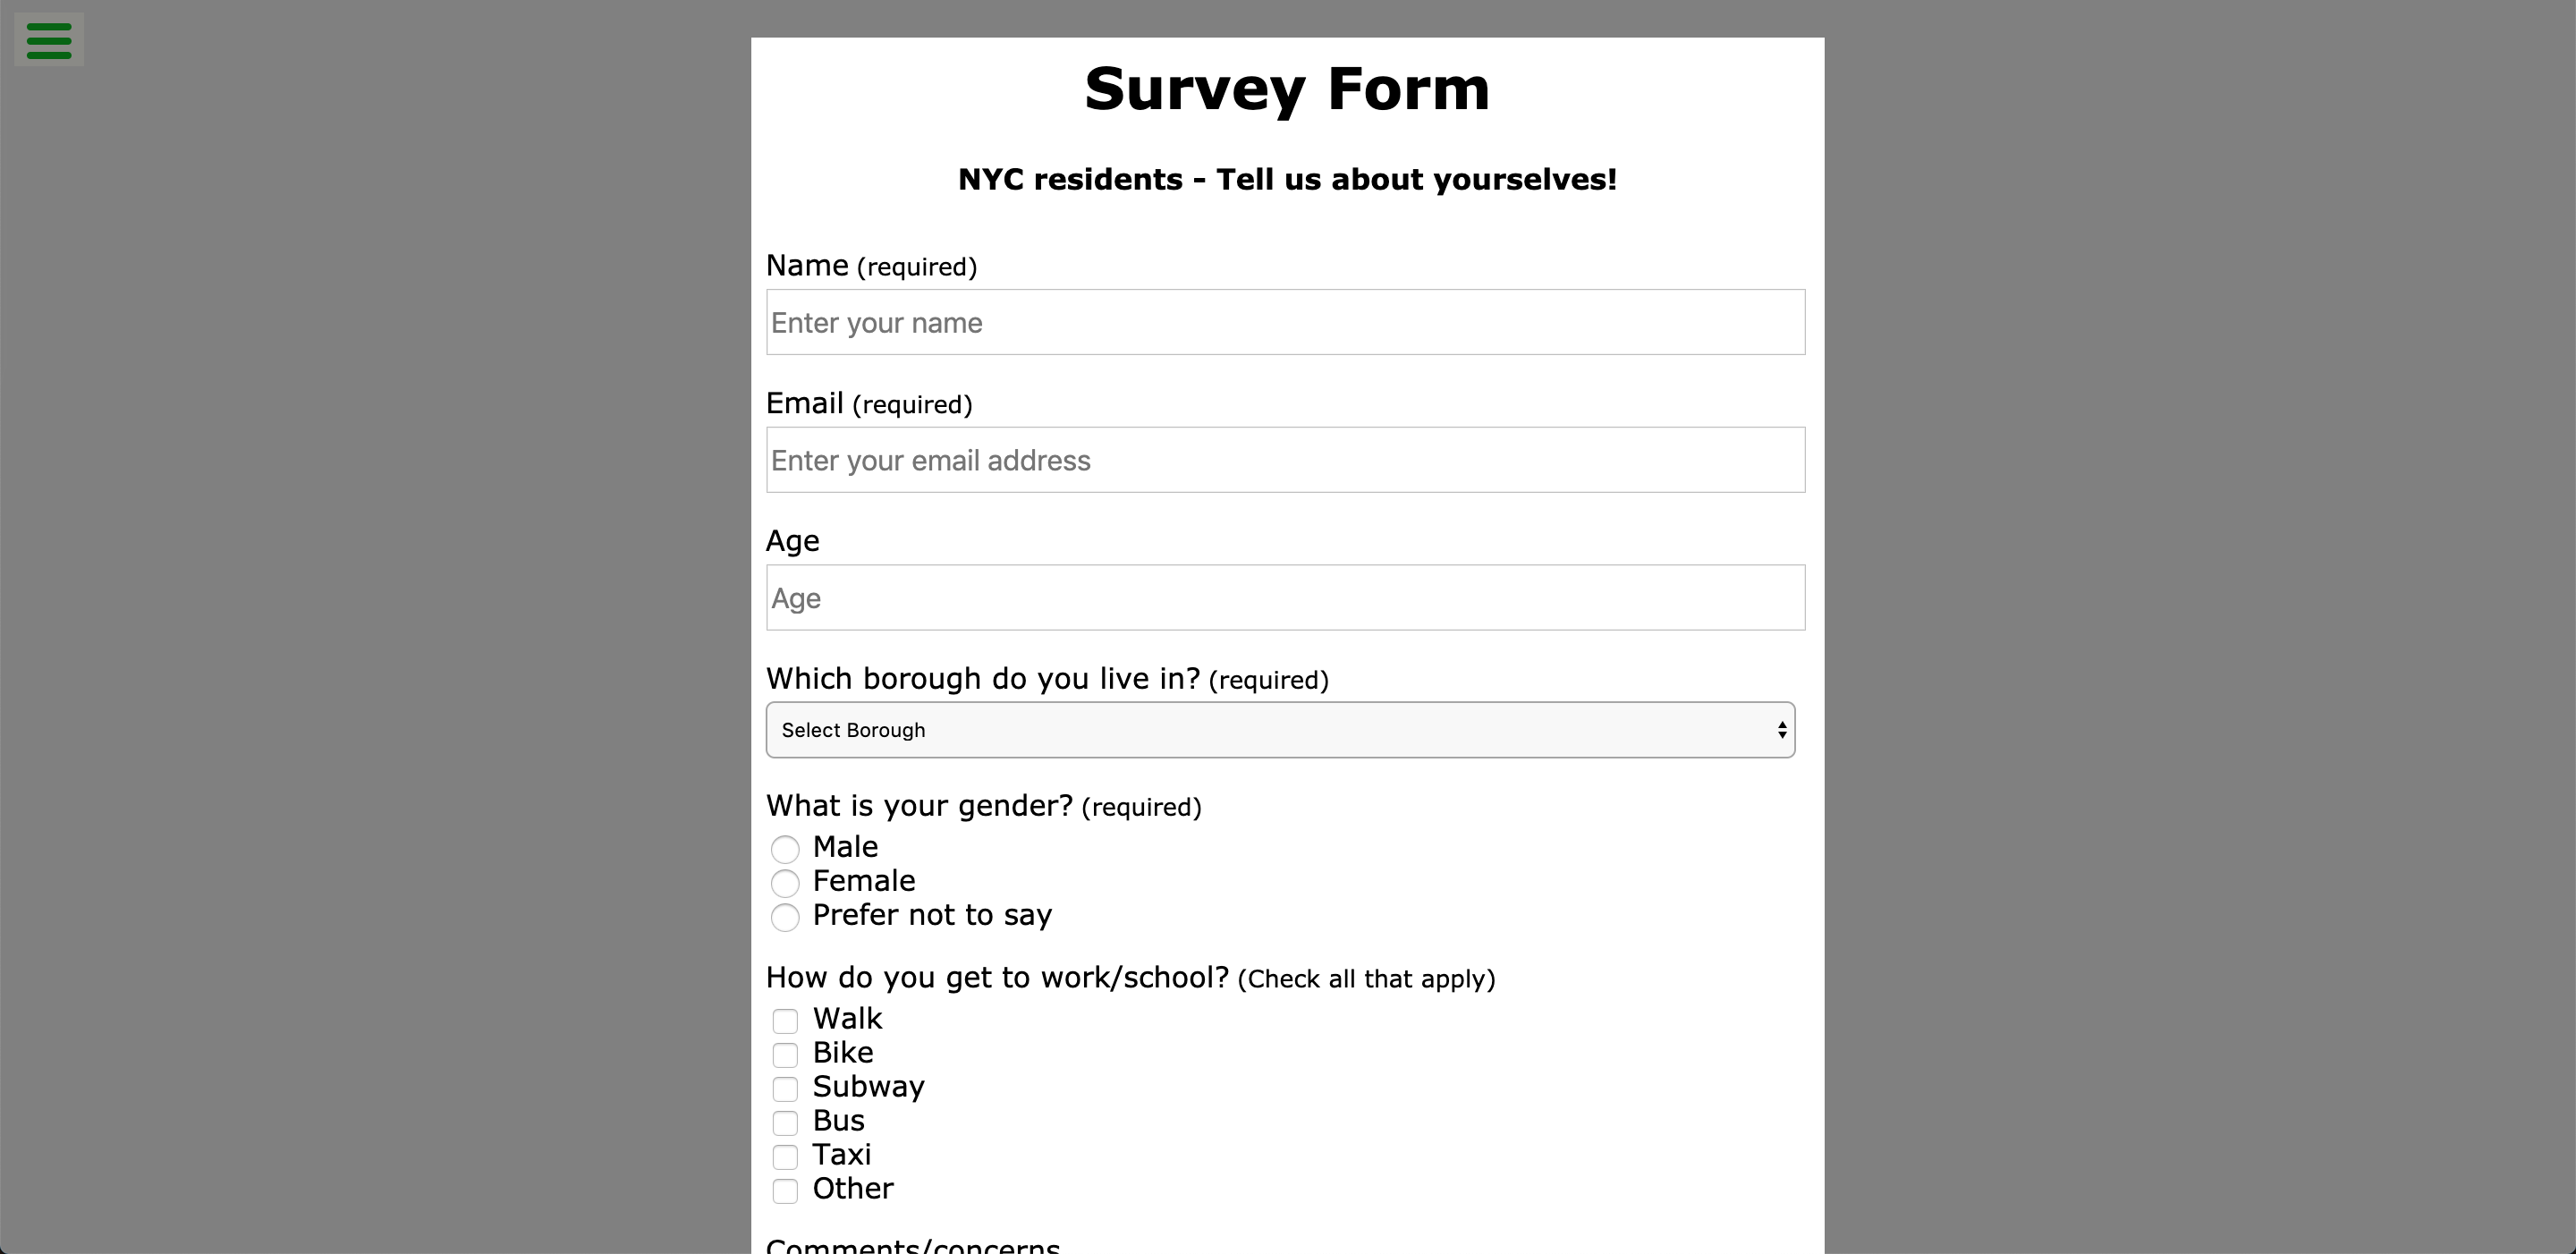 Survey Form
NYC residents - Tell us about yourselves!
Name (required)
Enter your name
Email (required)
Enter your email address
Age
Age
Which borough do you live in? (required)
Select Borough
What is your gender? (required)
Male
Female
Prefer not to say
How do you get to work/school? (Check all that apply)
Walk
Bike
Subway
Bus
Taxi
Other
Comments/concerns